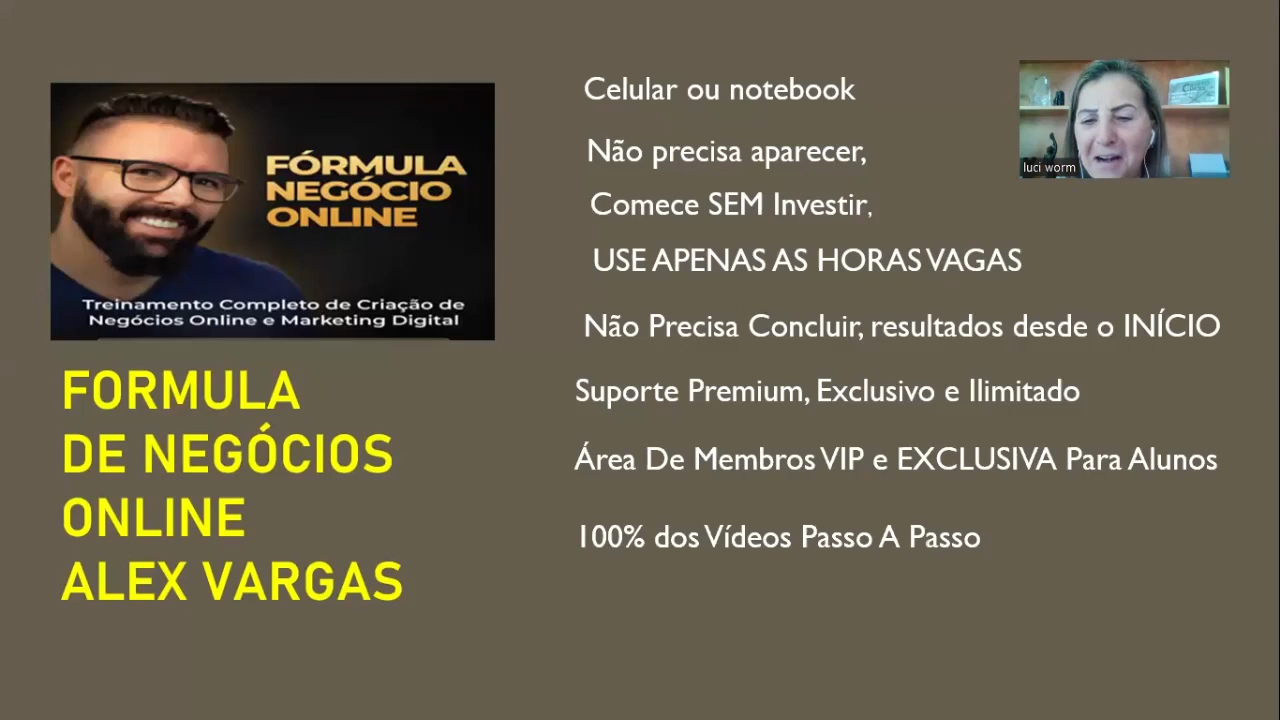 FÓRMULA
NEGÓCIO
ONLINE
Treinamento Completo de Criação de
Negócios Online e Marketing Digital
FORMULA
DE NEGÓCIOS
ONLINE
ALEX VARGAS
Celular ou notebook
Não precisa aparecer,
Comece SEM Investir,
USE APENAS AS HORAS VAGAS
Não Precisa Concluir, resultados desde o INÍCIO
Suporte Premium, Exclusivo e Ilimitado
Área De Membros VIP e EXCLUSIVA Para Alunos
100% dos Vídeos Passo A Passo
luci worm